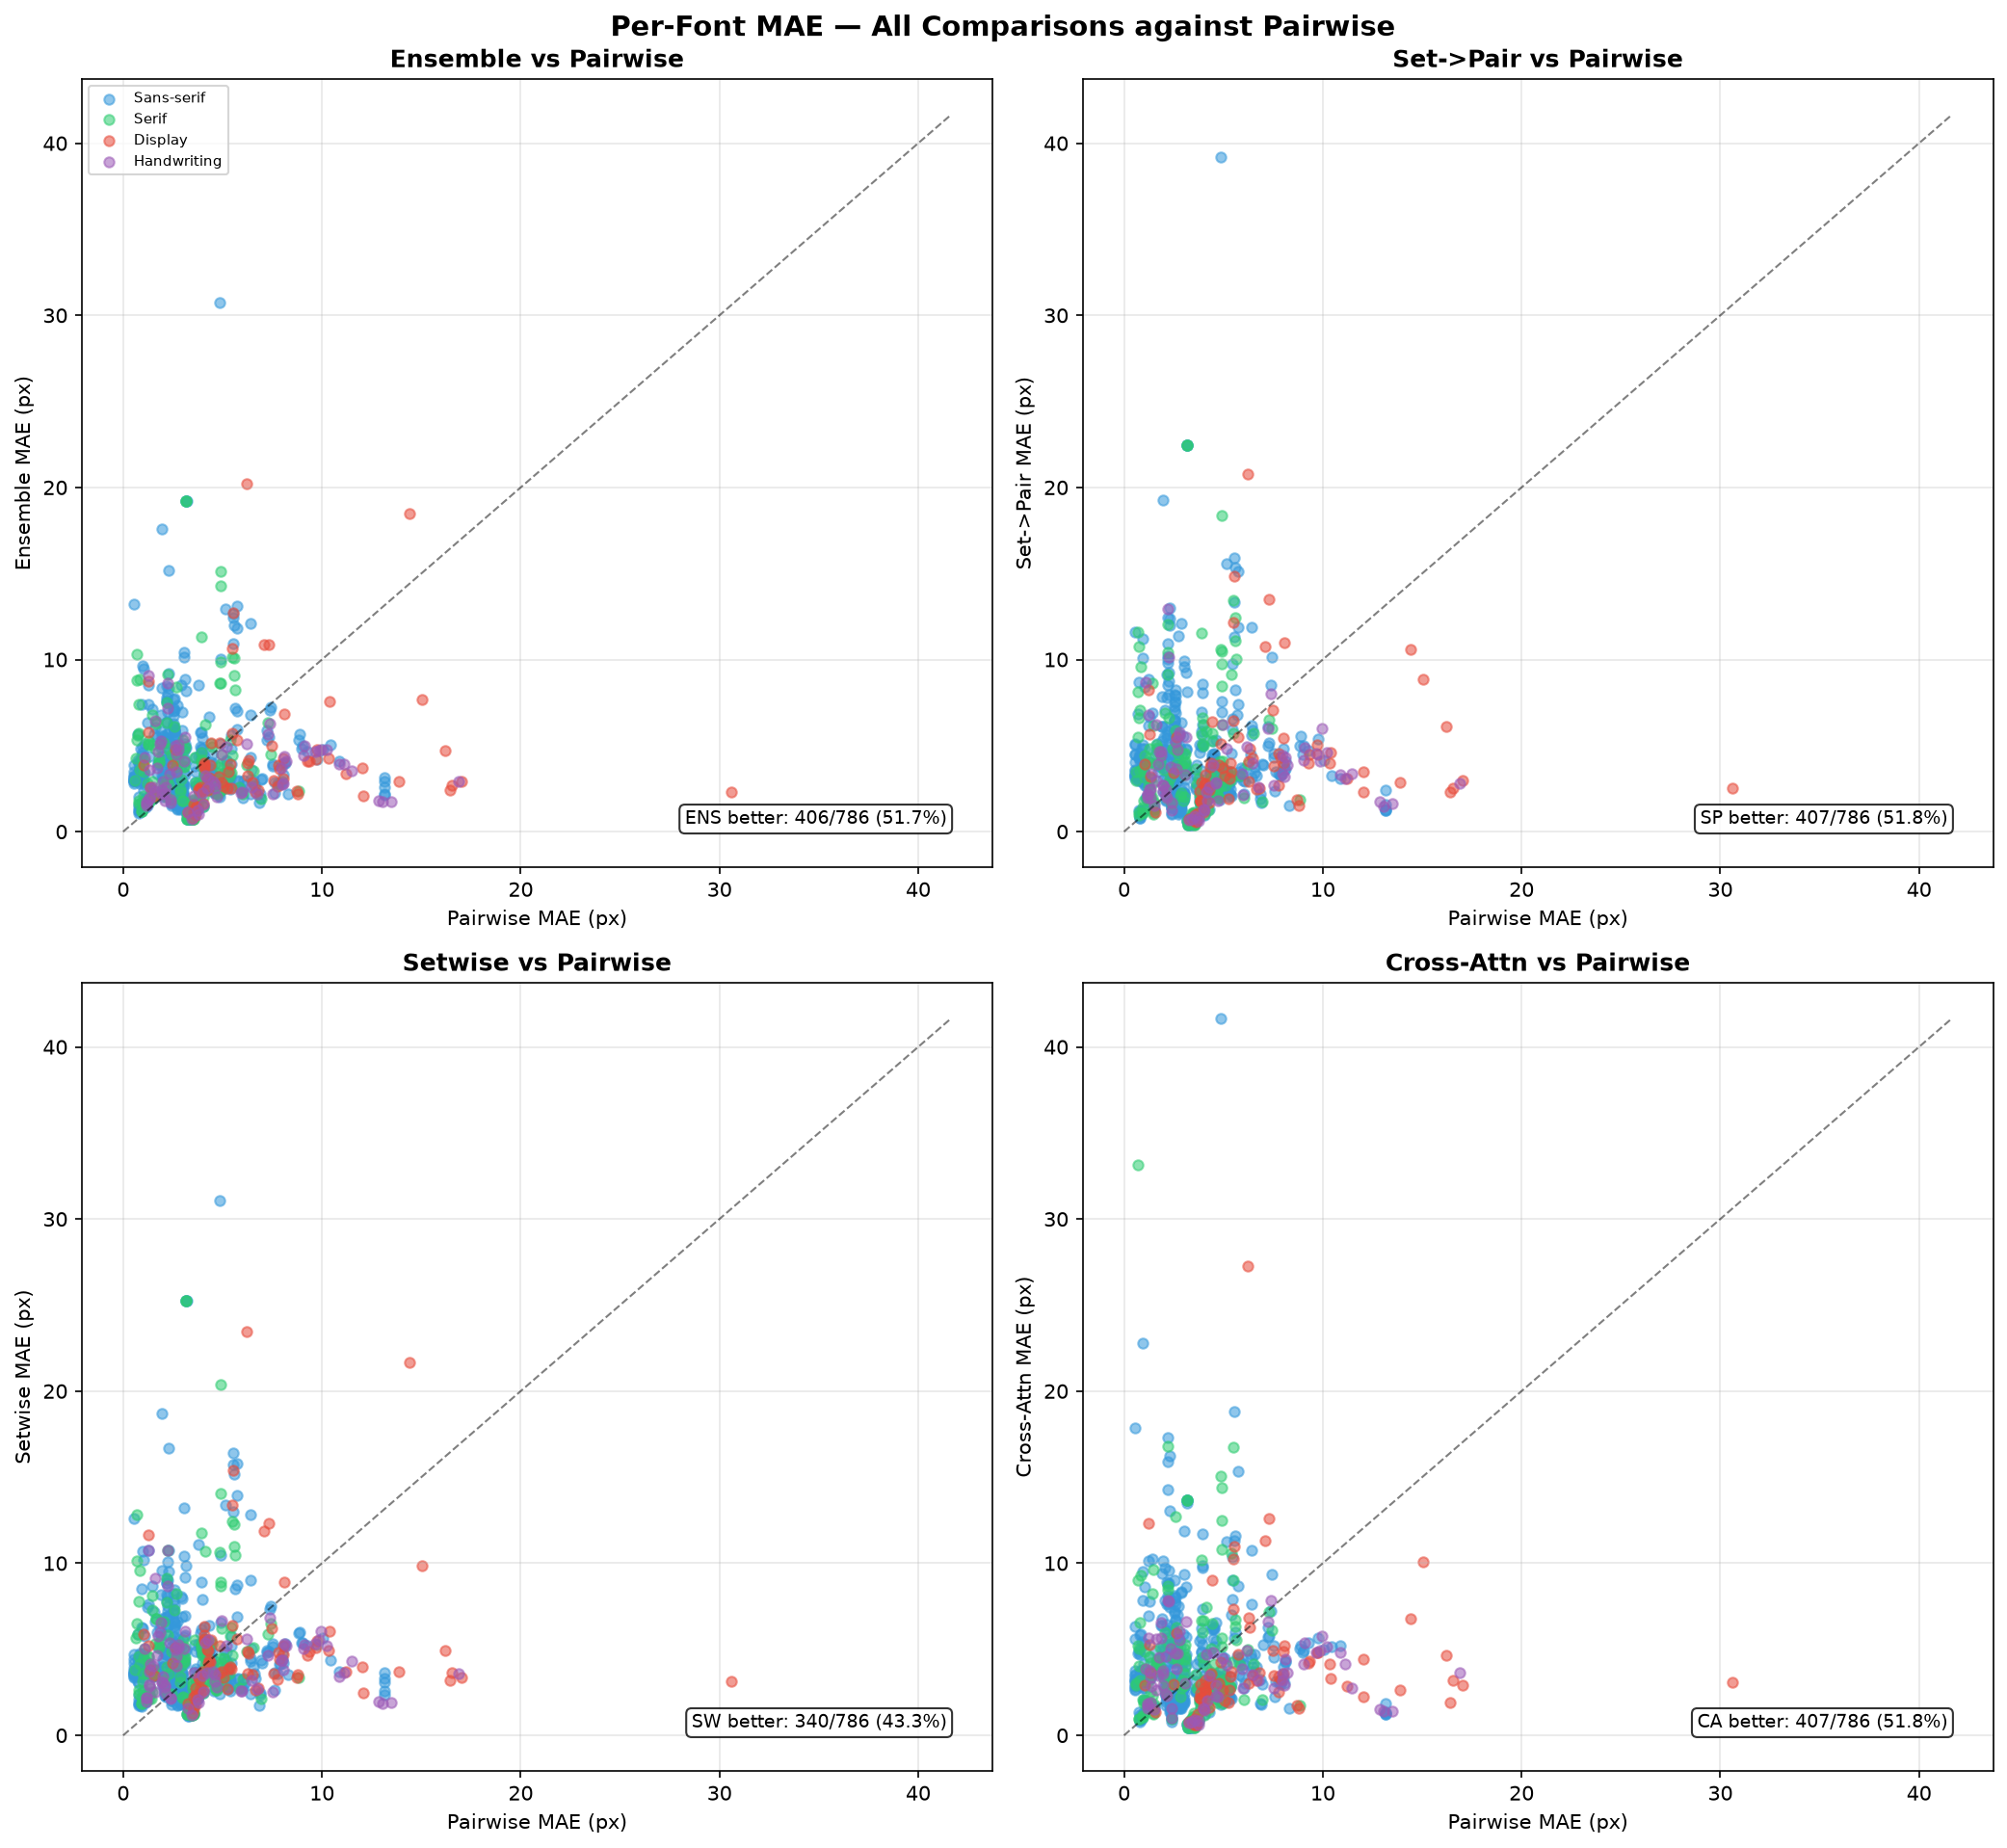 Per-Font MAE — All Comparisons against Pairwise
Ensemble vs Pairwise
Sans-serif
Serif
Display
Handwriting
40
30
20
10
0
Ensemble MAE (px)
ENS better: 406/786 (51.7%)
0 10 20 30 40
Pairwise MAE (px)
Set->Pair vs Pairwise
40
30
20
10
0
Set->Pair MAE (px)
SP better: 407/786 (51.8%)
0 10 20 30 40
Pairwise MAE (px)
Setwise vs Pairwise
40
30
20
10
0
Setwise MAE (px)
SW better: 340/786 (43.3%)
0 10 20 30 40
Pairwise MAE (px)
Cross-Attn vs Pairwise
40
30
20
10
0
Cross-Attn MAE (px)
CA better: 407/786 (51.8%)
0 10 20 30 40
Pairwise MAE (px)